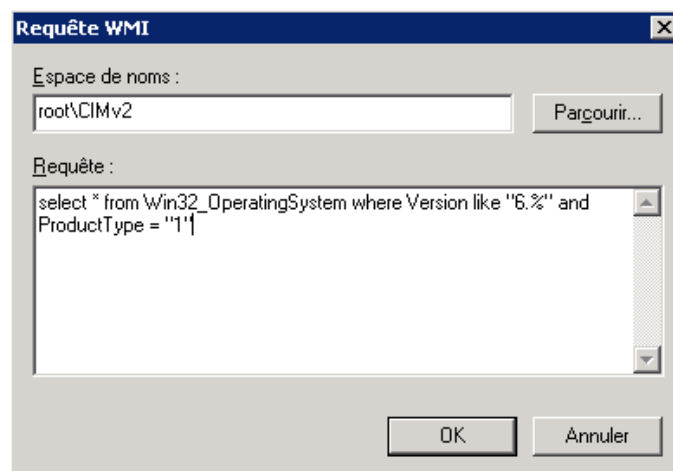 Requête WMI
Espace de noms :
root\CIMv2
Parcourir...
Requête :
select * from Win32_OperatingSystem where Version like "6.%" and
ProductType = "1"
OK
Annuler